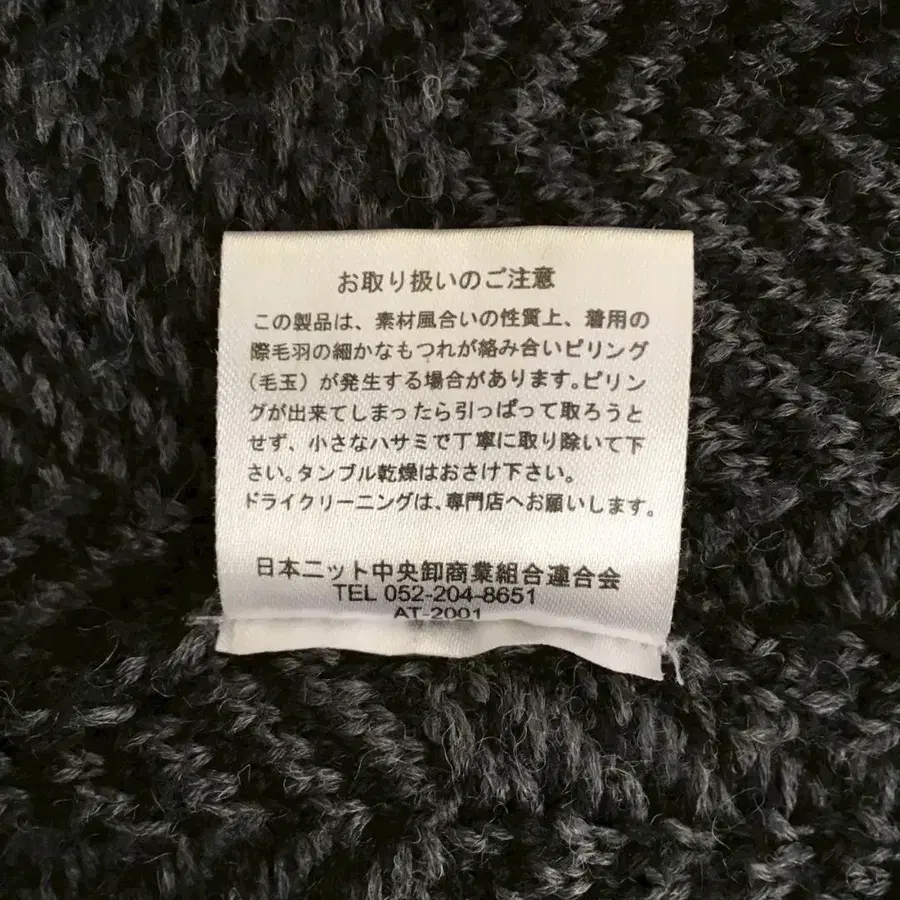 お取り扱いのご注意
この製品は、素材風合いの性質上、着用の
際毛羽の細かなもつれが絡み合いピリング
(毛玉)が発生する場合があります。ピリン
グが出来てしまったら引っぱって取ろうと
せず、小さなハサミで丁寧に取り除いて下
さい。タンブル乾燥はおさけ下さい。
ドライクリーニングは、専門店へお願いします。
日本ニット中央卸商業組合連合会
TEL 052-204-8651
AT-2001